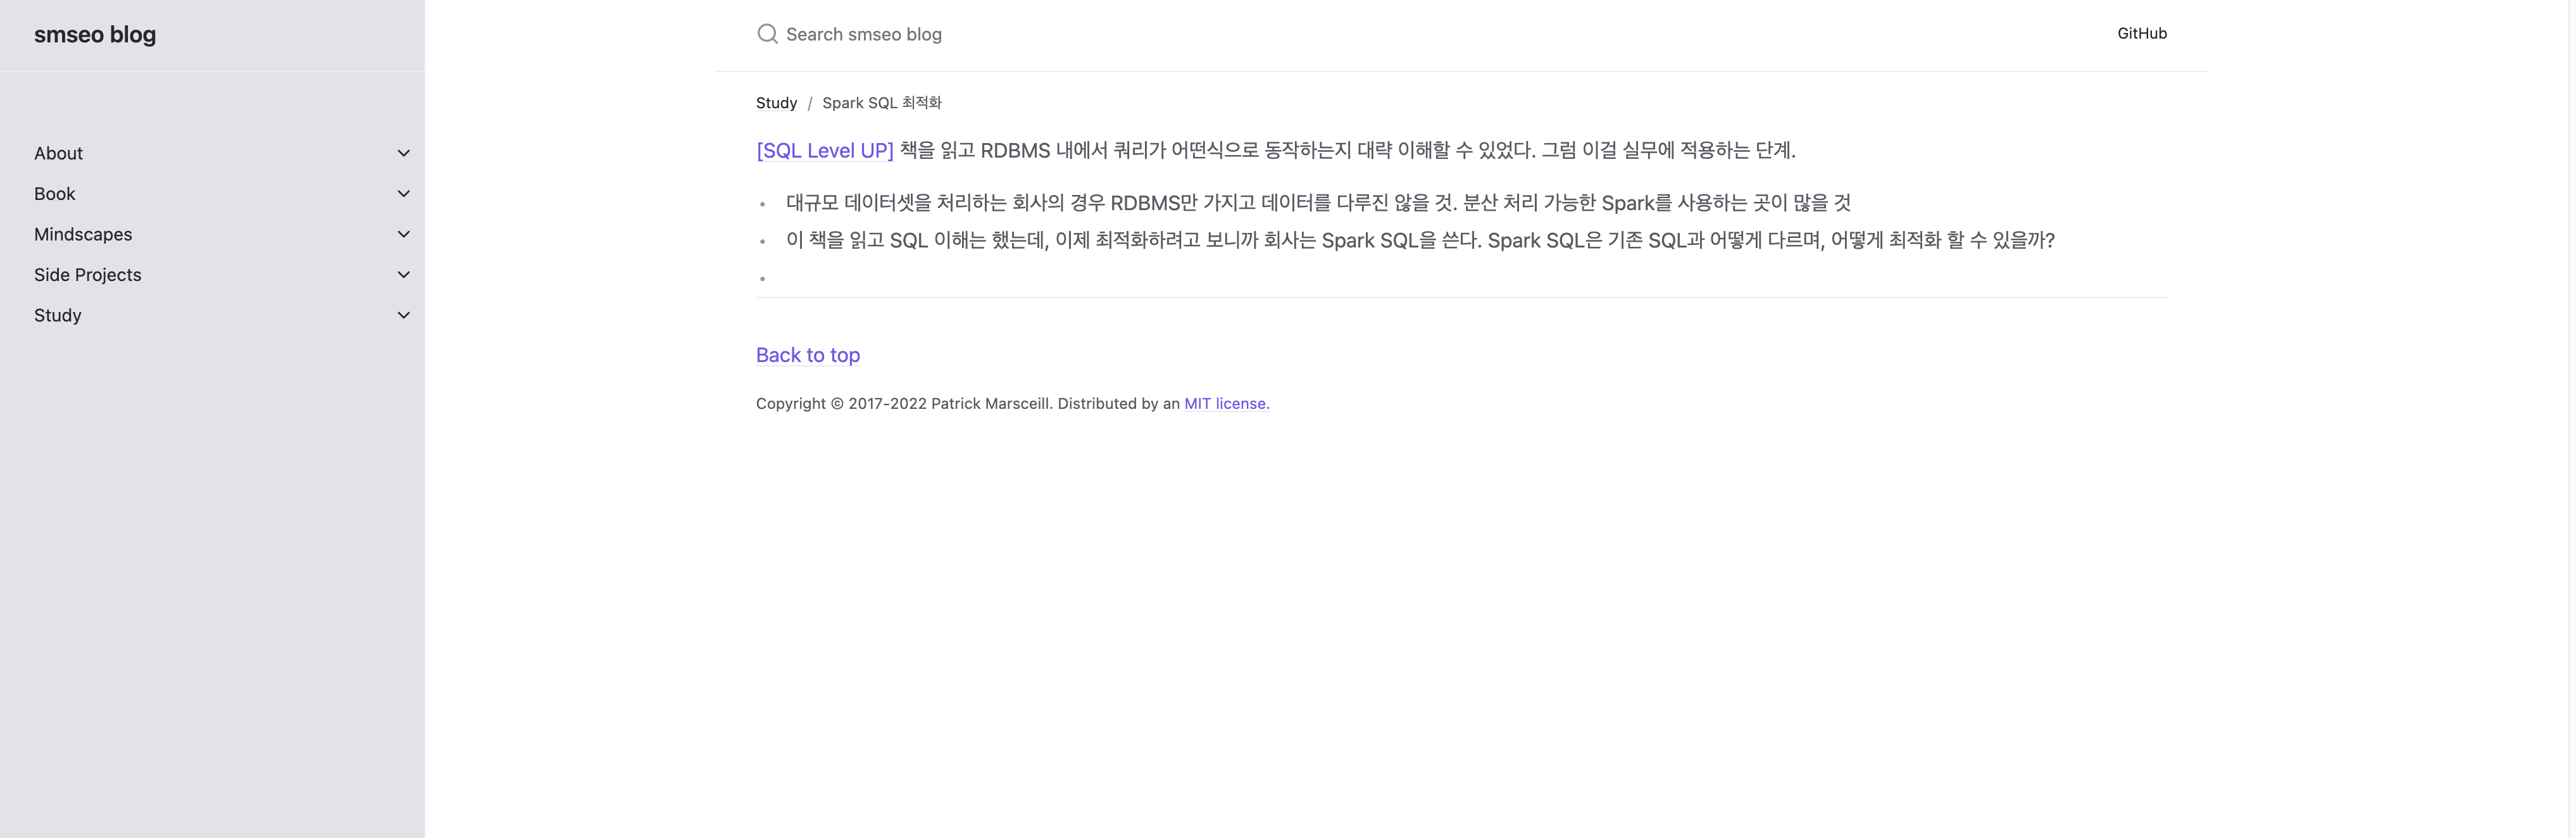 smseo blog
Search smseo blog
GitHub
About
Book
Mindscapes
Side Projects
Study
Study / Spark SQL 최적화
[SQL Level UP] 책을 읽고 RDBMS 내에서 쿼리가 어떤식으로 동작하는지 대략 이해할 수 있었다. 그럼 이걸 실무에 적용하는 단계.
• 대규모 데이터셋을 처리하는 회사의 경우 RDBMS만 가지고 데이터를 다루진 않을 것. 분산 처리 가능한 Spark를 사용하는 곳이 많을 것
• 이 책을 읽고 SQL 이해는 했는데, 이제 최적화하려고 보니까 회사는 Spark SQL을 쓴다. Spark SQL은 기존 SQL과 어떻게 다르며, 어떻게 최적화 할 수 있을까?
•
Back to top
Copyright © 2017-2022 Patrick Marsceill. Distributed by an MIT license.